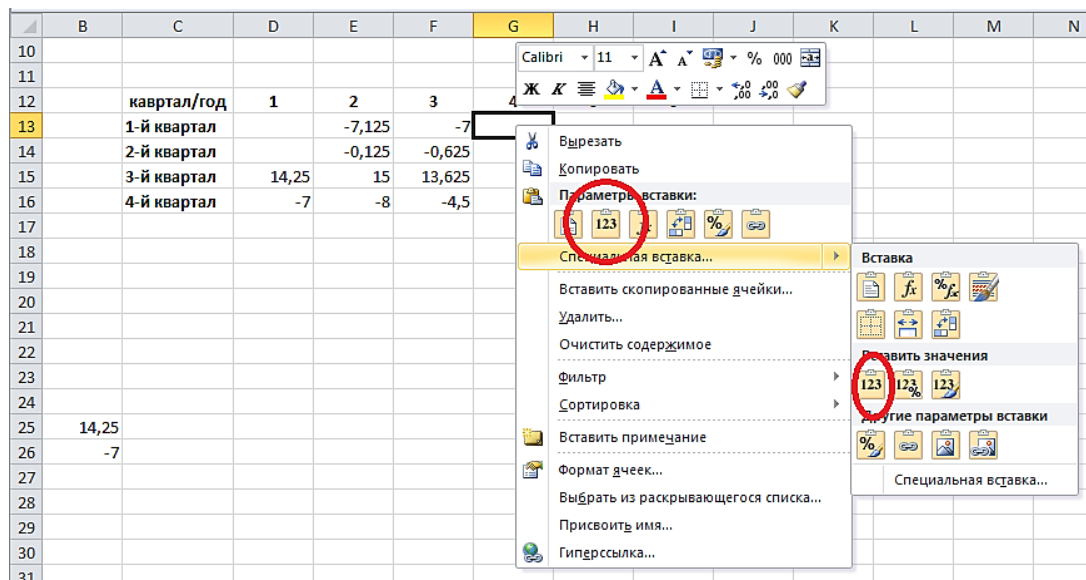 B C D E F G H I J K L M N
10
Calibri 11 A A % 000
11
Ж К А ,00 ,00
12 кавртал/год 1 2 3 4
13 1-й квартал -7,125 -7
Вырезать
14 2-й квартал -0,125 -0,625
Копировать
15 3-й квартал 14,25 15 13,625
Параметры вставки:
16 4-й квартал -7 -8 -4,5
123 fx %
17
18 Специальная вставка... Вставка
19 Вставить скопированные ячейки... fx %fx
20 Удалить...
21 Очистить содержимое
22 Вставить значения
23 Фильтр 123 123% 123
24 Сортировка Другие параметры вставки
25 14,25 Вставить примечание %
26 -7 Формат ячеек... Специальная вставка...
27
28 Выбрать из раскрывающегося списка...
29 Присвоить имя...
30 Гиперссылка...
31